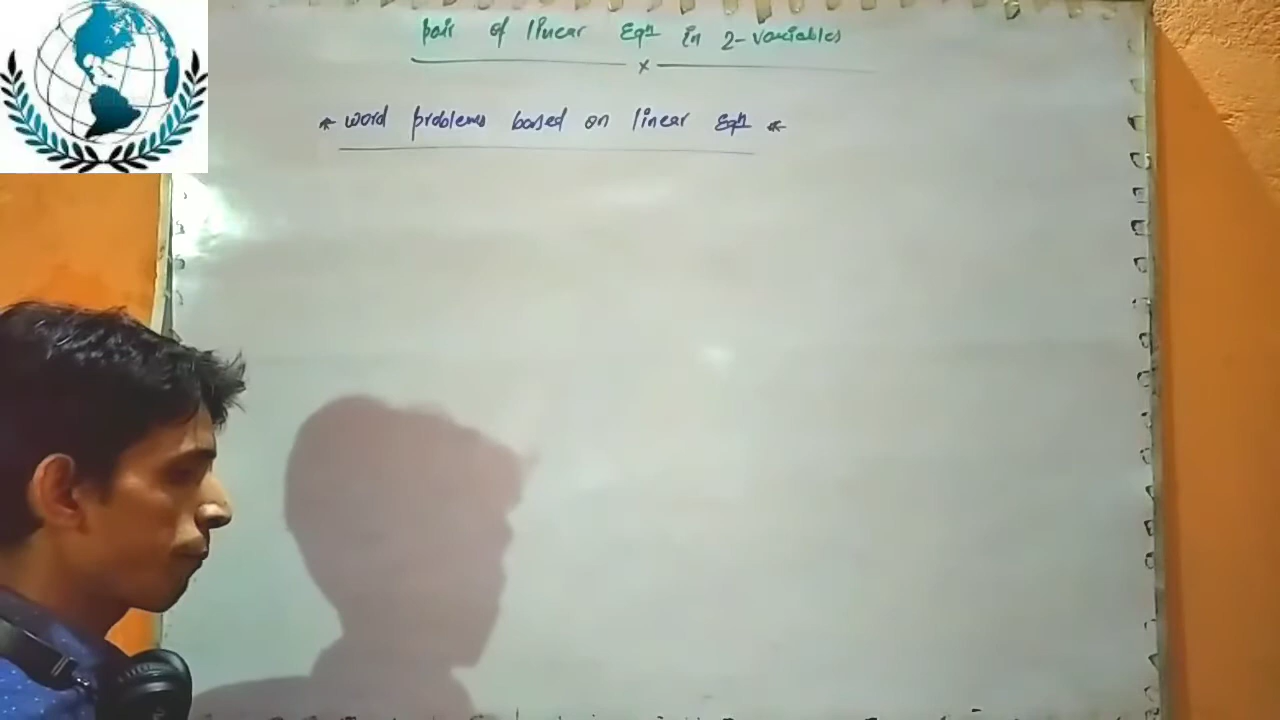 pair of linear Eqn in 2-variables
x
* word problems based on linear Eqn *